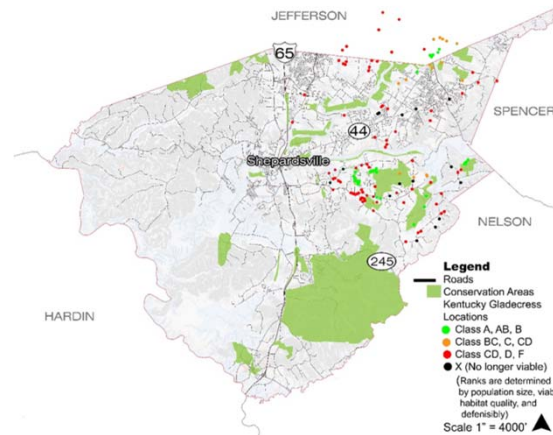 JEFFERSON
65
SPENCER
44
Shepardsville
NELSON
245
HARDIN
Legend
Roads
Conservation Areas
Kentucky Gladecress
Locations
Class A, AB, B
Class BC, C, CD
Class CD, D, F
X (No longer viable)
(Ranks are determined
by population size, viab
habitat quality, and
defensibly)
Scale 1" = 4000'